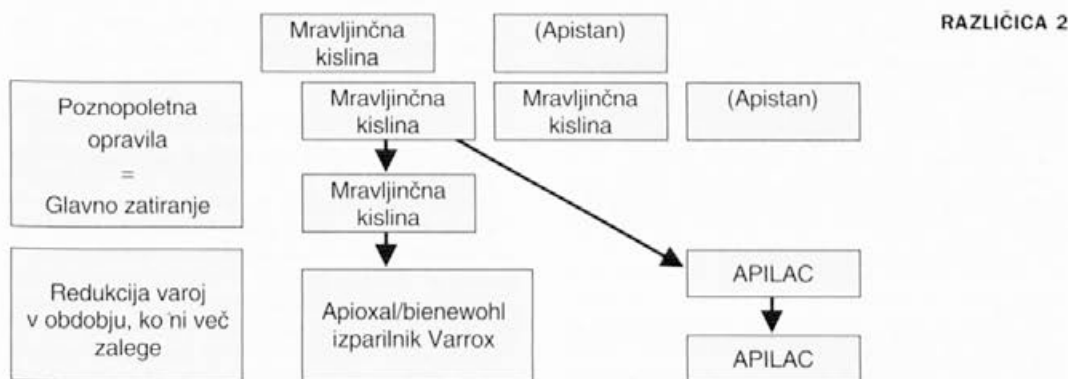 RAZLIČICA 2
Mravljinčna
kislina
(Apistan)
Poznopoletna
opravila
=
Glavno zatiranje
Mravljinčna
kislina
Mravljinčna
kislina
(Apistan)
Mravljinčna
kislina
Redukcija varoj
v obdobju, ko ni več
zalege
Apioxal/bienewohl
izparilnik Varrox
APILAC
APILAC